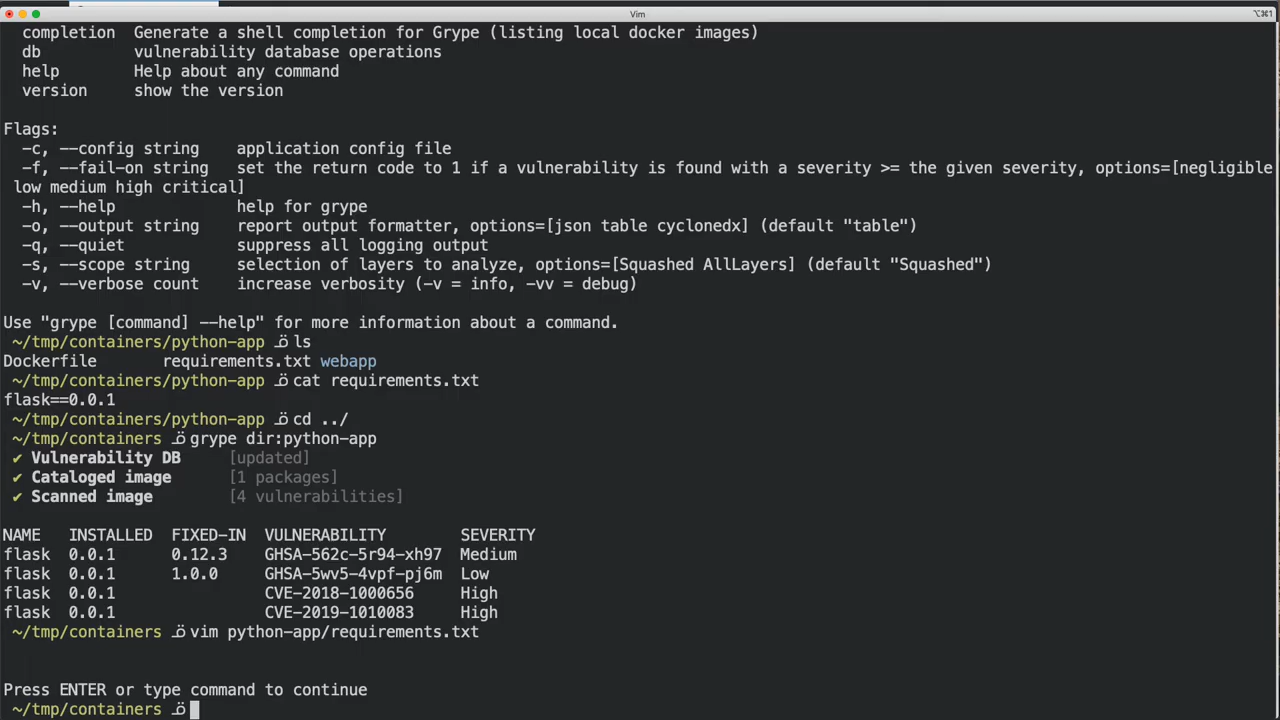 Vim
⌥⌘1
completion  Generate a shell completion for Grype (listing local docker images)
db          vulnerability database operations
help        Help about any command
version     show the version
Flags:
-c, --config string    application config file
-f, --fail-on string   set the return code to 1 if a vulnerability is found with a severity >= the given severity, options=[negligible
low medium high critical]
-h, --help             help for grype
-o, --output string    report output formatter, options=[json table cyclonedx] (default "table")
-q, --quiet            suppress all logging output
-s, --scope string     selection of layers to analyze, options=[Squashed AllLayers] (default "Squashed")
-v, --verbose count    increase verbosity (-v = info, -vv = debug)
Use "grype [command] --help" for more information about a command.
~/tmp/containers/python-app ls
Dockerfile       requirements.txt webapp
~/tmp/containers/python-app cat requirements.txt
flask==0.0.1
~/tmp/containers/python-app cd ../
~/tmp/containers grype dir:python-app
✔ Vulnerability DB     [updated]
✔ Cataloged image      [1 packages]
✔ Scanned image        [4 vulnerabilities]
NAME   INSTALLED  FIXED-IN  VULNERABILITY        SEVERITY
flask  0.0.1      0.12.3    GHSA-562c-5r94-xh97  Medium
flask  0.0.1      1.0.0     GHSA-5wv5-4vpf-pj6m  Low
flask  0.0.1                CVE-2018-1000656     High
flask  0.0.1                CVE-2019-1010083     High
~/tmp/containers vim python-app/requirements.txt
Press ENTER or type command to continue
~/tmp/containers